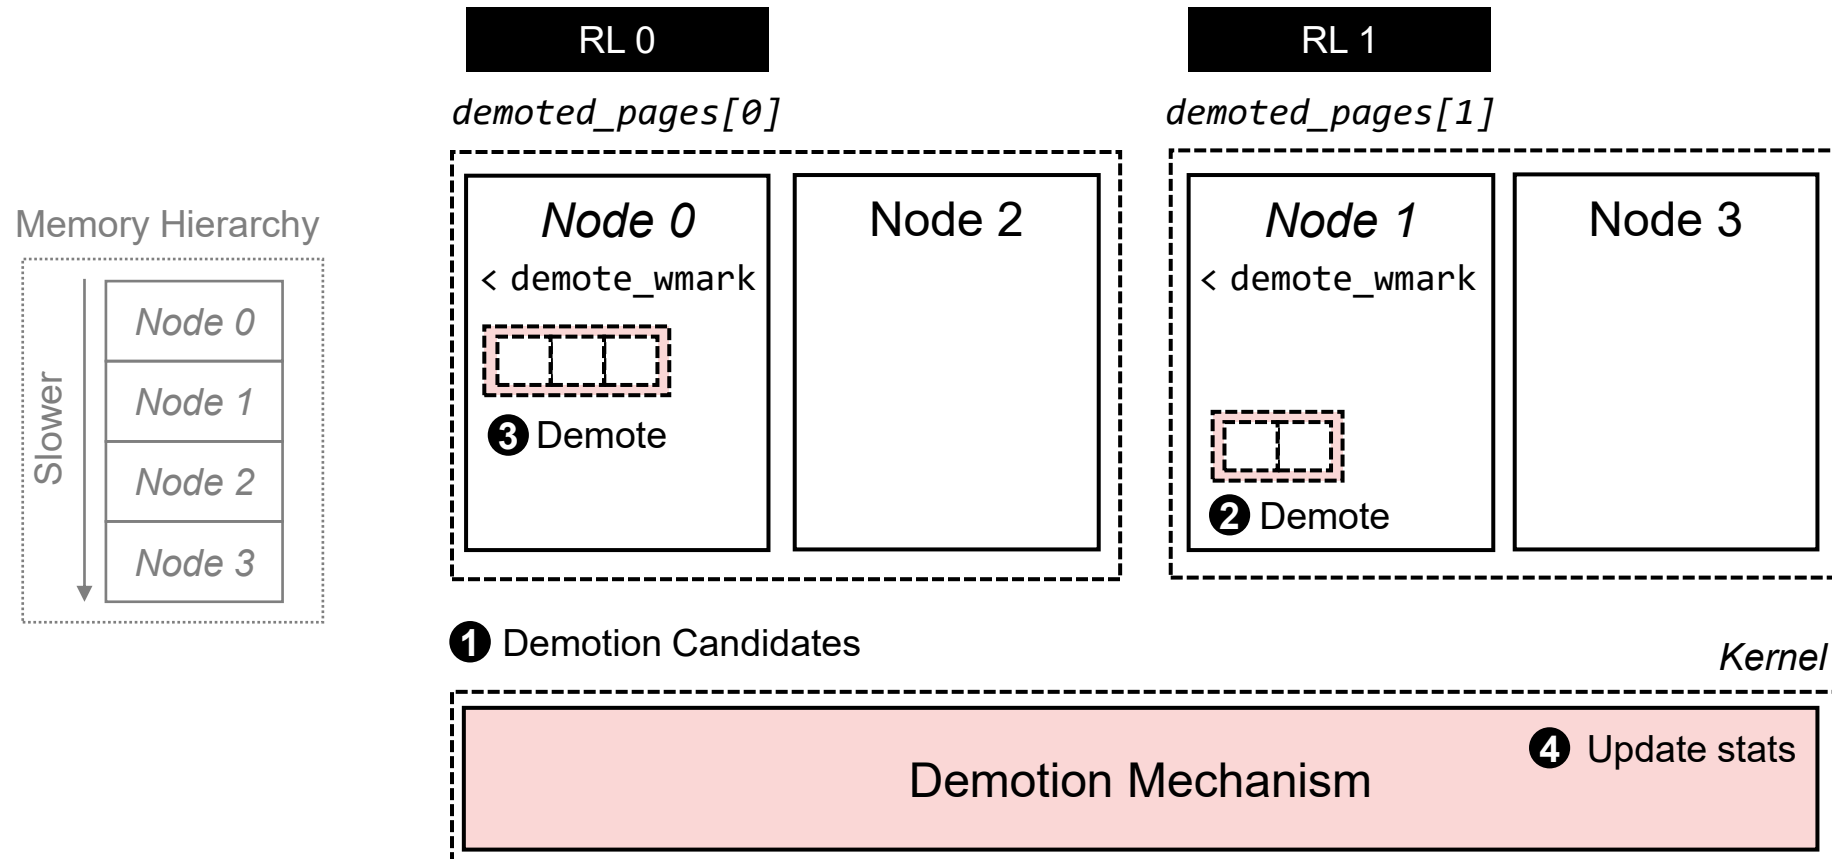 RL 0
RL 1
demoted_pages[0]
demoted_pages[1]
Memory Hierarchy
Slower
Node 0
Node 1
Node 2
Node 3
Node 0
< demote_wmark
3 Demote
Node 2
Node 1
< demote_wmark
2 Demote
Node 3
1 Demotion Candidates
Kernel
4 Update stats
Demotion Mechanism